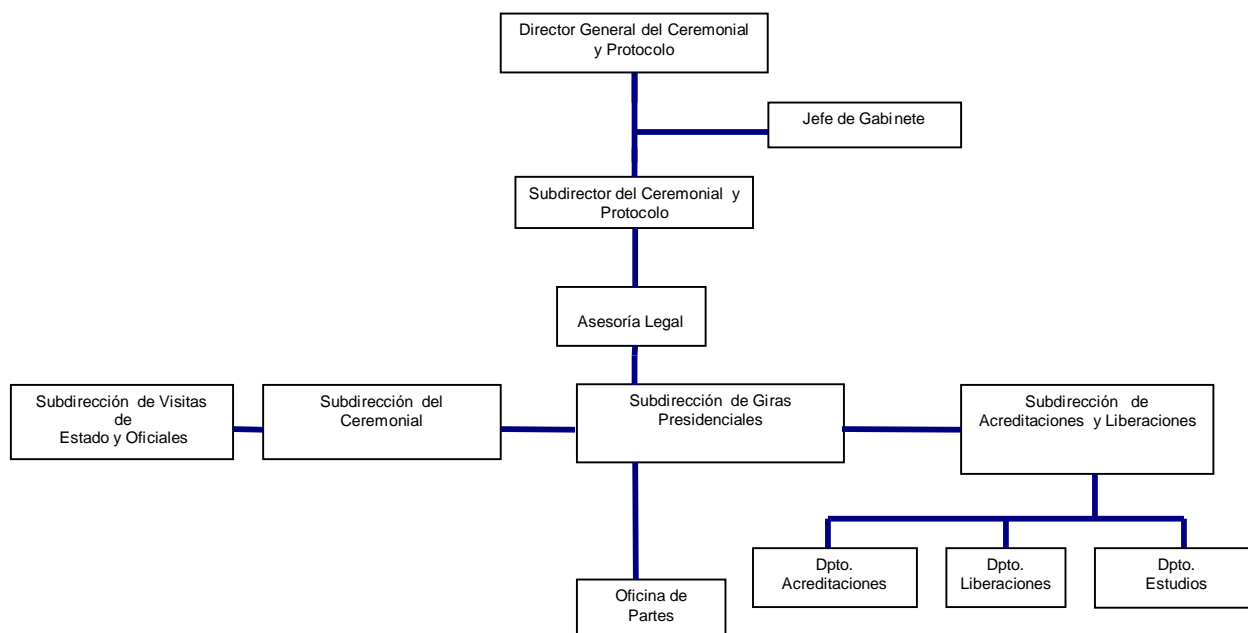 Director General del Ceremonial
y Protocolo
Jefe de Gabinete
Subdirector del Ceremonial y
Protocolo
Asesoría Legal
Subdirección de Visitas
de
Estado y Oficiales
Subdirección del
Ceremonial
Subdirección de Giras
Presidenciales
Subdirección de
Acreditaciones y Liberaciones
Dpto.
Acreditaciones
Dpto.
Liberaciones
Dpto.
Estudios
Oficina de
Partes